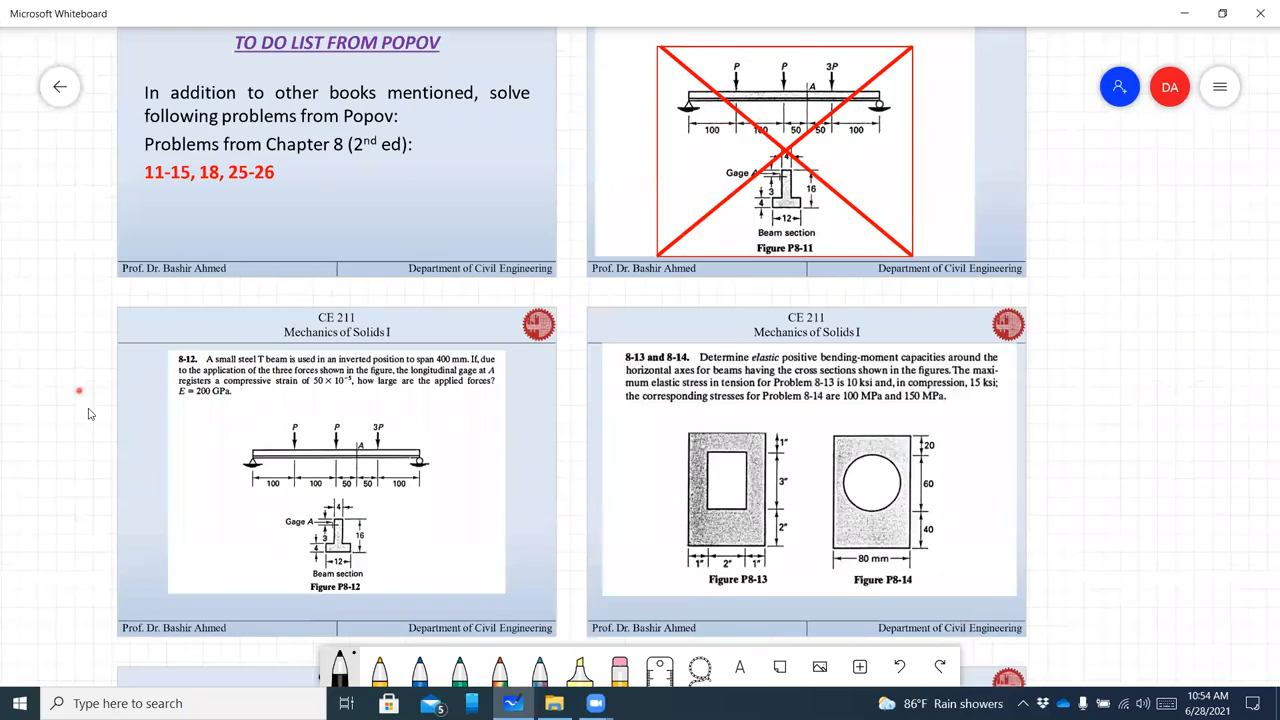 Microsoft Whiteboard
TO DO LIST FROM POPOV
In addition to other books mentioned, solve
following problems from Popov:
Problems from Chapter 8 (2nd ed):
11-15, 18, 25-26
Prof. Dr. Bashir Ahmed
Department of Civil Engineering
P
P
3P
A
100
100
50
50
100
4
Gage A
3
4
16
12
Beam section
Figure P8-11
Prof. Dr. Bashir Ahmed
Department of Civil Engineering
DA
CE 211
Mechanics of Solids I
8-12. A small steel T beam is used in an inverted position to span 400 mm. If, due
to the application of the three forces shown in the figure, the longitudinal gage at A
registers a compressive strain of 50 × 10⁻⁵, how large are the applied forces?
E = 200 GPa.
P
P
3P
A
100
100
50
50
100
4
Gage A
3
4
16
12
Beam section
Figure P8-12
Prof. Dr. Bashir Ahmed
Department of Civil Engineering
CE 211
Mechanics of Solids I
8-13 and 8-14. Determine elastic positive bending-moment capacities around the
horizontal axes for beams having the cross sections shown in the figures. The maxi-
mum elastic stress in tension for Problem 8-13 is 10 ksi and, in compression, 15 ksi;
the corresponding stresses for Problem 8-14 are 100 MPa and 150 MPa.
1"
3"
2"
1"
2"
1"
Figure P8-13
20
60
40
80 mm
Figure P8-14
Prof. Dr. Bashir Ahmed
Department of Civil Engineering
A
Type here to search
5
86°F Rain showers
10:54 AM
6/28/2021